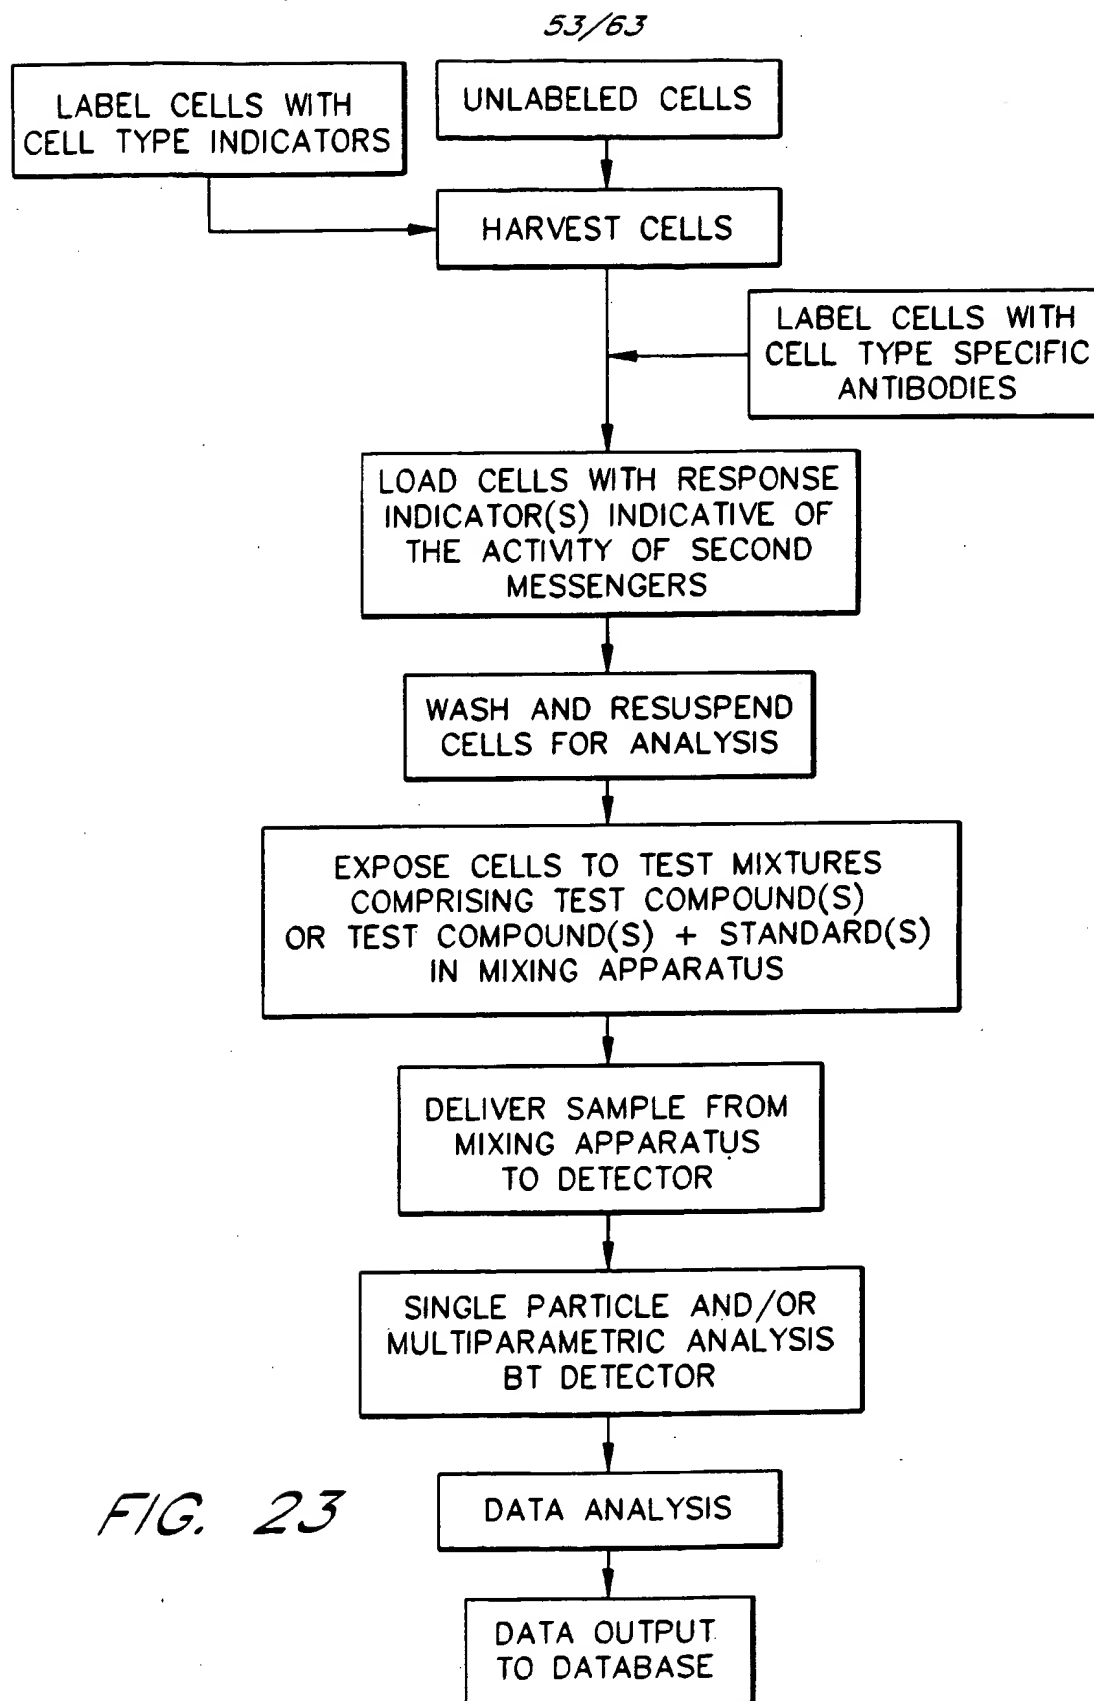 53/63
LABEL CELLS WITH
CELL TYPE INDICATORS
UNLABELED CELLS
HARVEST CELLS
LABEL CELLS WITH
CELL TYPE SPECIFIC
ANTIBODIES
LOAD CELLS WITH RESPONSE
INDICATOR(S) INDICATIVE OF
THE ACTIVITY OF SECOND
MESSENGERS
WASH AND RESUSPEND
CELLS FOR ANALYSIS
EXPOSE CELLS TO TEST MIXTURES
COMPRISING TEST COMPOUND(S)
OR TEST COMPOUND(S) + STANDARD(S)
IN MIXING APPARATUS
DELIVER SAMPLE FROM
MIXING APPARATUS
TO DETECTOR
SINGLE PARTICLE AND/OR
MULTIPARAMETRIC ANALYSIS
BT DETECTOR
DATA ANALYSIS
FIG. 23
DATA OUTPUT
TO DATABASE